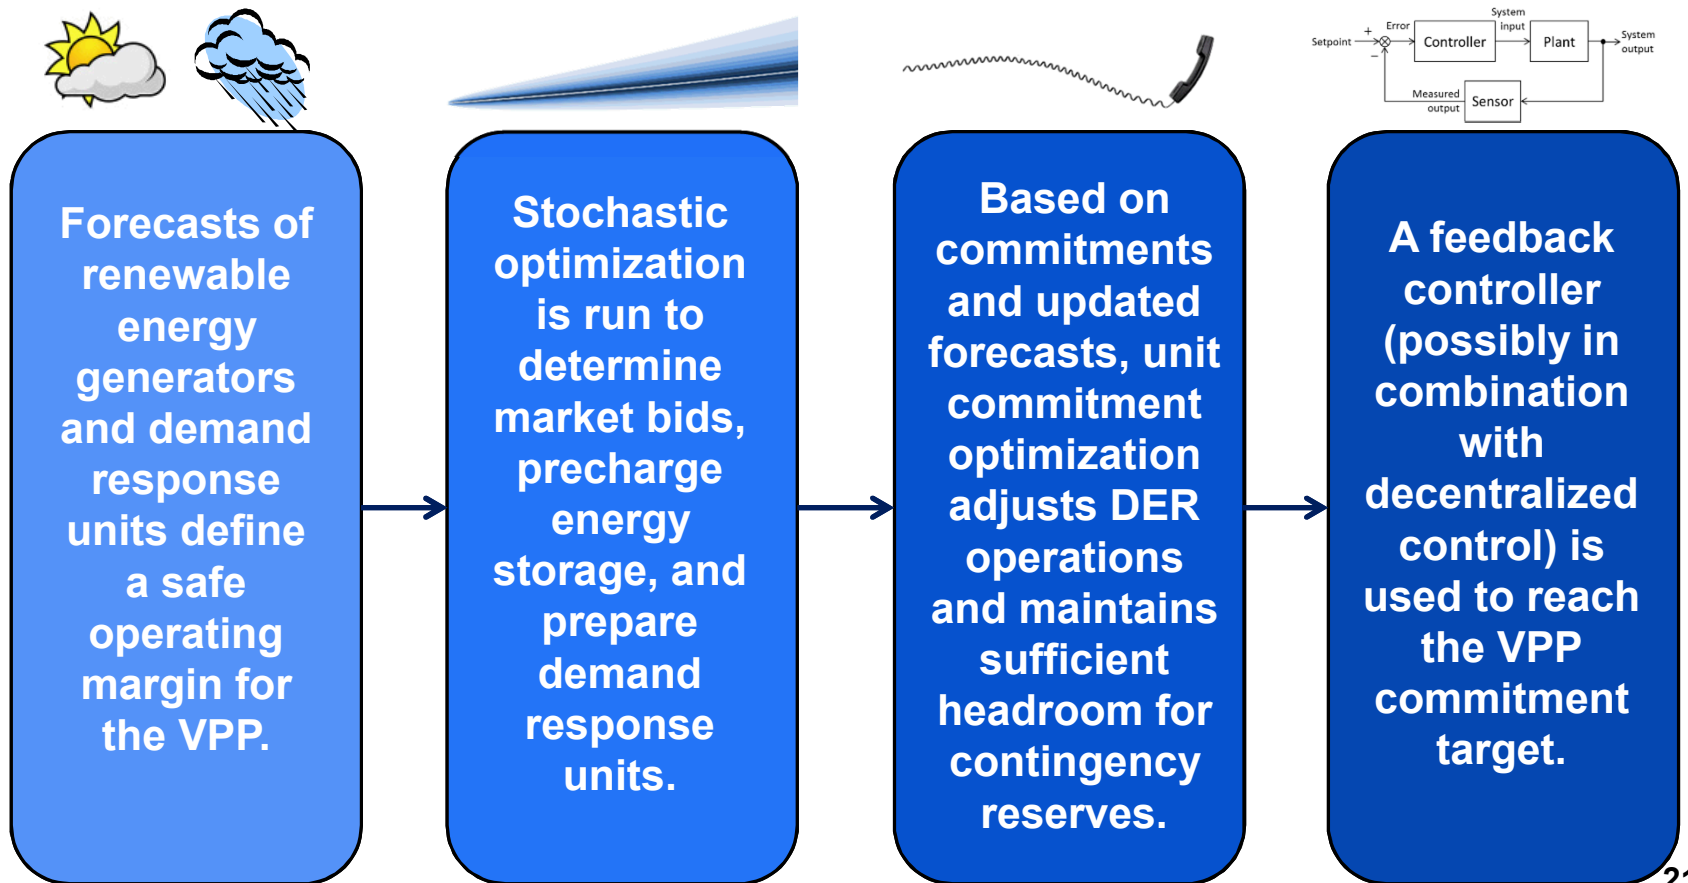 Setpoint
+
−
Error
Controller
System
input
Plant
System
output
Measured
output
Sensor
Forecasts of
renewable
energy
generators
and demand
response
units define
a safe
operating
margin for
the VPP.
Stochastic
optimization
is run to
determine
market bids,
precharge
energy
storage, and
prepare
demand
response
units.
Based on
commitments
and updated
forecasts, unit
commitment
optimization
adjusts DER
operations
and maintains
sufficient
headroom for
contingency
reserves.
A feedback
controller
(possibly in
combination
with
decentralized
control) is
used to reach
the VPP
commitment
target.